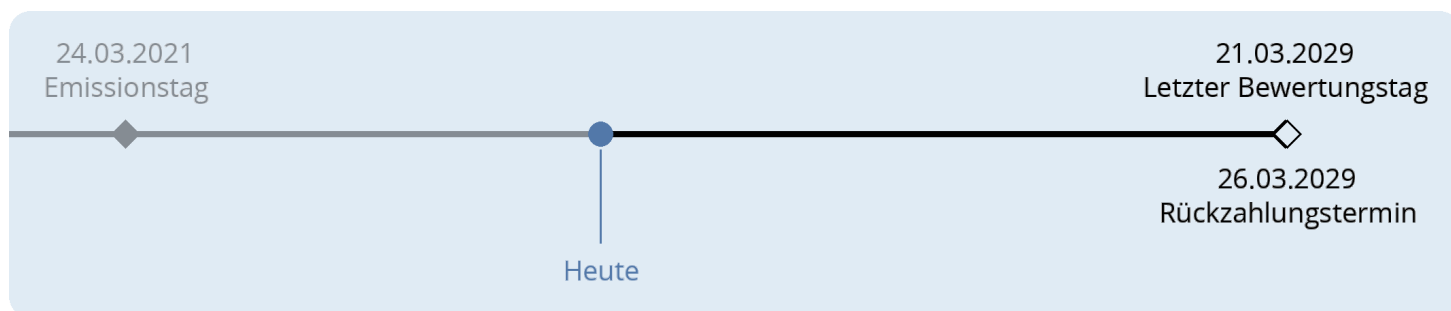 24.03.2021
Emissionstag
21.03.2029
Letzter Bewertungstag
26.03.2029
Rückzahlungstermin
Heute